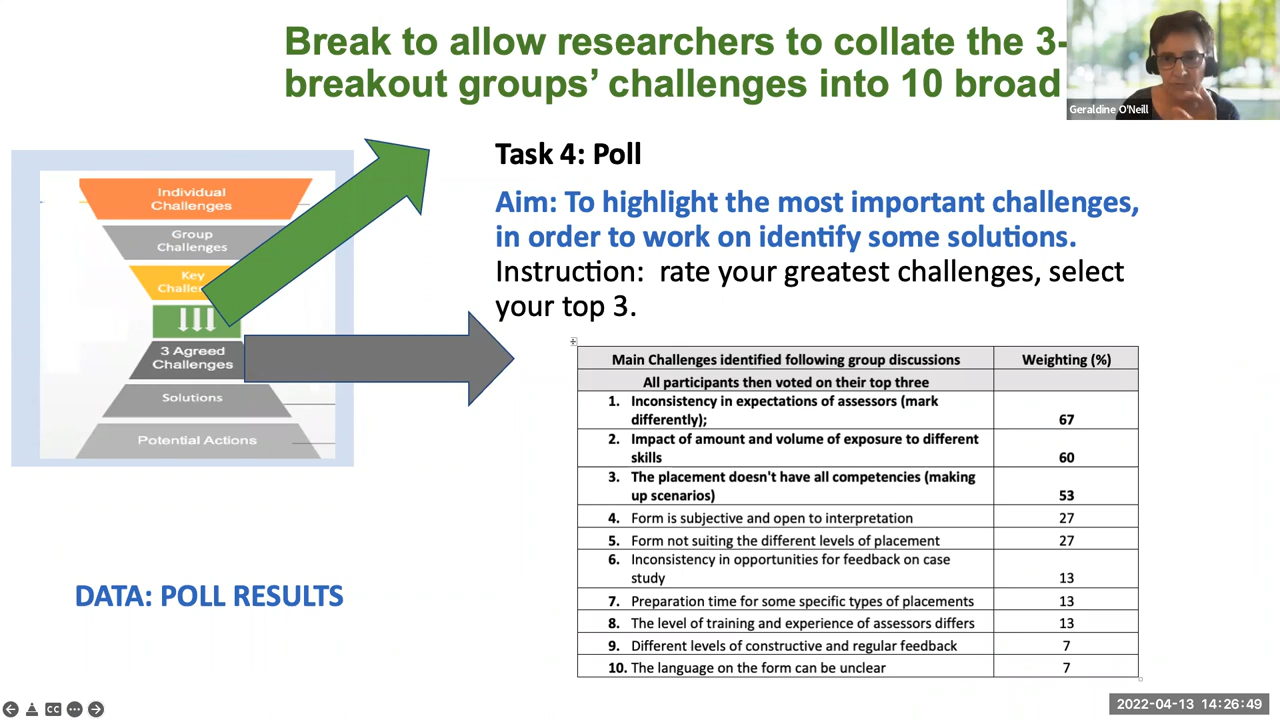 Break to allow researchers to collate the 3-
breakout groups’ challenges into 10 broad
Geraldine O'Neill
Task 4: Poll
Aim: To highlight the most important challenges,
in order to work on identify some solutions.
Instruction:  rate your greatest challenges, select
your top 3.
Individual
Challenges
Group
Challenges
Key
3 Agreed
Challenges
Solutions
Potential Actions
DATA: POLL RESULTS
Main Challenges identified following group discussions Weighting (%)
All participants then voted on their top three
1. Inconsistency in expectations of assessors (mark
differently); 67
2. Impact of amount and volume of exposure to different
skills 60
3. The placement doesn't have all competencies (making
up scenarios) 53
4. Form is subjective and open to interpretation 27
5. Form not suiting the different levels of placement 27
6. Inconsistency in opportunities for feedback on case
study 13
7. Preparation time for some specific types of placements 13
8. The level of training and experience of assessors differs 13
9. Different levels of constructive and regular feedback 7
10. The language on the form can be unclear 7
CC
2022-04-13 14:26:49